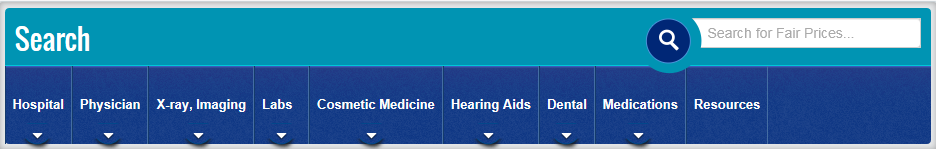 Search
Search for Fair Prices...
Hospital Physician X-ray, Imaging Labs Cosmetic Medicine Hearing Aids Dental Medications Resources